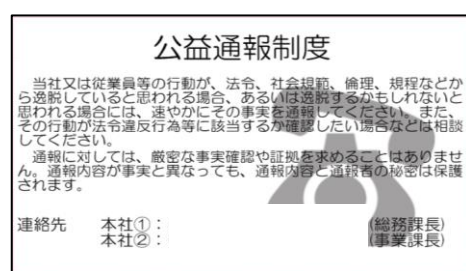 公益通報制度
当社又は従業員等の行動が、法令、社会規範、倫理、規程などか
ら逸脱していると思われる場合、あるいは逸脱するかもしれないと
思われる場合には、速やかにその事実を通報してください。また、
その行動が法令違反行為等に該当するか確認したい場合などは相談
してください。
通報に対しては、厳密な事実確認や証拠を求めることはありませ
ん。通報内容が事実と異なっても、通報内容と通報者の秘密は保護
されます。
連絡先 本社①： (総務課長)
本社②： (事業課長)